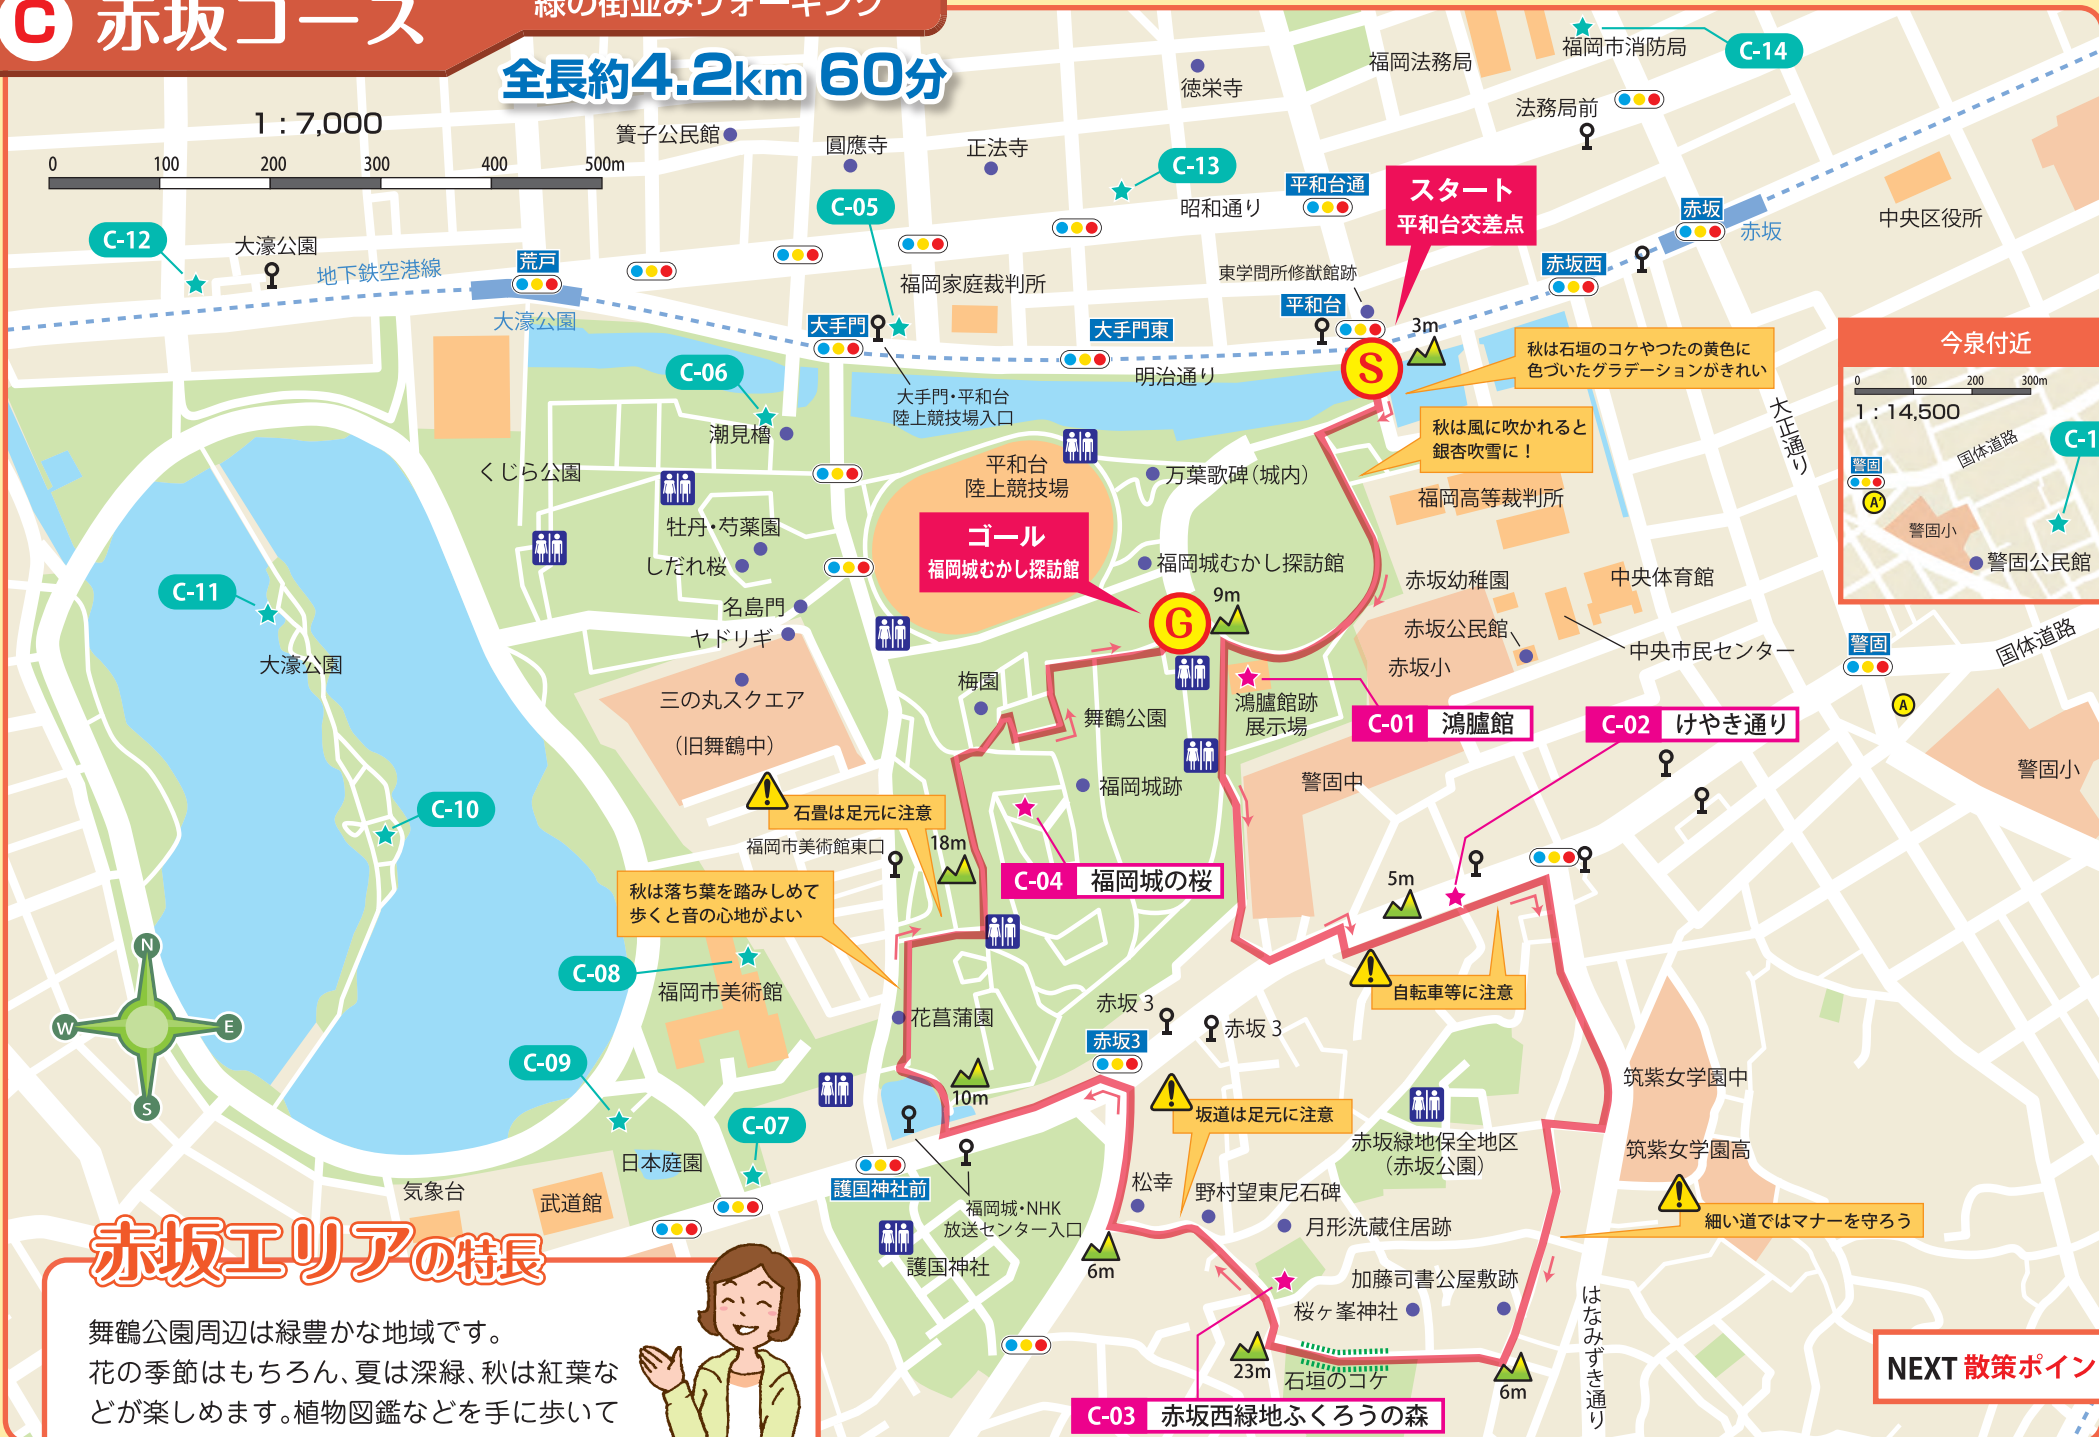 C 赤坂コース
緑の街並みウォーキング
全長約4.2km 60分
1：7,000
0 100 200 300 400 500m
福岡市消防局
C-14
福岡法務局
徳栄寺
法務局前
簀子公民館
圓應寺
正法寺
C-13
昭和通り
平和台通
スタート
平和台交差点
赤坂
赤坂
中央区役所
C-05
C-12
大濠公園
地下鉄空港線
荒戸
大濠公園
福岡家庭裁判所
東学問所修猷館跡
平和台
赤坂西
大手門
大手門東
明治通り
S
3m
秋は石垣のコケやつたの黄色に
色づいたグラデーションがきれい
今泉付近
0 100 200 300m
1：14,500
国体道路
C-1
警固
A'
警固小
警固公民館
大正通り
C-06
大手門・平和台
陸上競技場入口
潮見櫓
秋は風に吹かれると
銀杏吹雪に！
くじら公園
平和台
陸上競技場
万葉歌碑（城内）
福岡高等裁判所
牡丹・芍薬園
しだれ桜
ゴール
福岡城むかし探訪館
福岡城むかし探訪館
赤坂幼稚園
中央体育館
C-11
名島門
ヤドリギ
G
9m
赤坂公民館
中央市民センター
警固
国体道路
大濠公園
赤坂小
三の丸スクエア
（旧舞鶴中）
梅園
舞鶴公園
鴻臚館跡
展示場
C-01 鴻臚館
C-02 けやき通り
A
福岡城跡
警固中
警固小
C-10
石畳は足元に注意
福岡市美術館東口
18m
C-04 福岡城の桜
5m
秋は落ち葉を踏みしめて
歩くと音の心地がよい
C-08
福岡市美術館
自転車等に注意
N
W
E
S
花菖蒲園
赤坂 3
赤坂 3
赤坂3
C-09
10m
筑紫女学園中
C-07
坂道は足元に注意
赤坂緑地保全地区
（赤坂公園）
筑紫女学園高
日本庭園
気象台
武道館
護国神社前
福岡城・NHK
放送センター入口
松幸
野村望東尼石碑
月形洗蔵住居跡
細い道ではマナーを守ろう
護国神社
6m
加藤司書公屋敷跡
桜ヶ峯神社
はなみずき通り
23m
石垣のコケ
6m
C-03 赤坂西緑地ふくろうの森
NEXT 散策ポイン
赤坂エリアの特長
舞鶴公園周辺は緑豊かな地域です。
花の季節はもちろん、夏は深緑、秋は紅葉な
どが楽しめます。植物図鑑などを手に歩いて